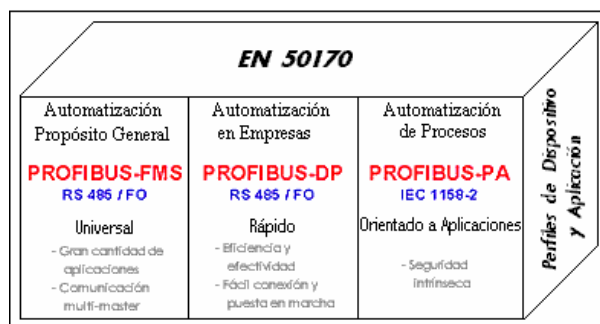 EN 50170
Automatización
Propósito General
PROFIBUS-FMS
RS 485 / FO
Universal
- Gran cantidad de
aplicaciones
- Comunicación
multi-master
Automatización
en Empresas
PROFIBUS-DP
RS 485 / FO
Rápido
- Eficiencia y
efectividad
- Fácil conexión y
puesta en marcha
Automatización
de Procesos
PROFIBUS-PA
IEC 1158-2
Orientado a Aplicaciones
- Seguridad
intrínseca
Perfiles de Dispositivo
y Aplicación